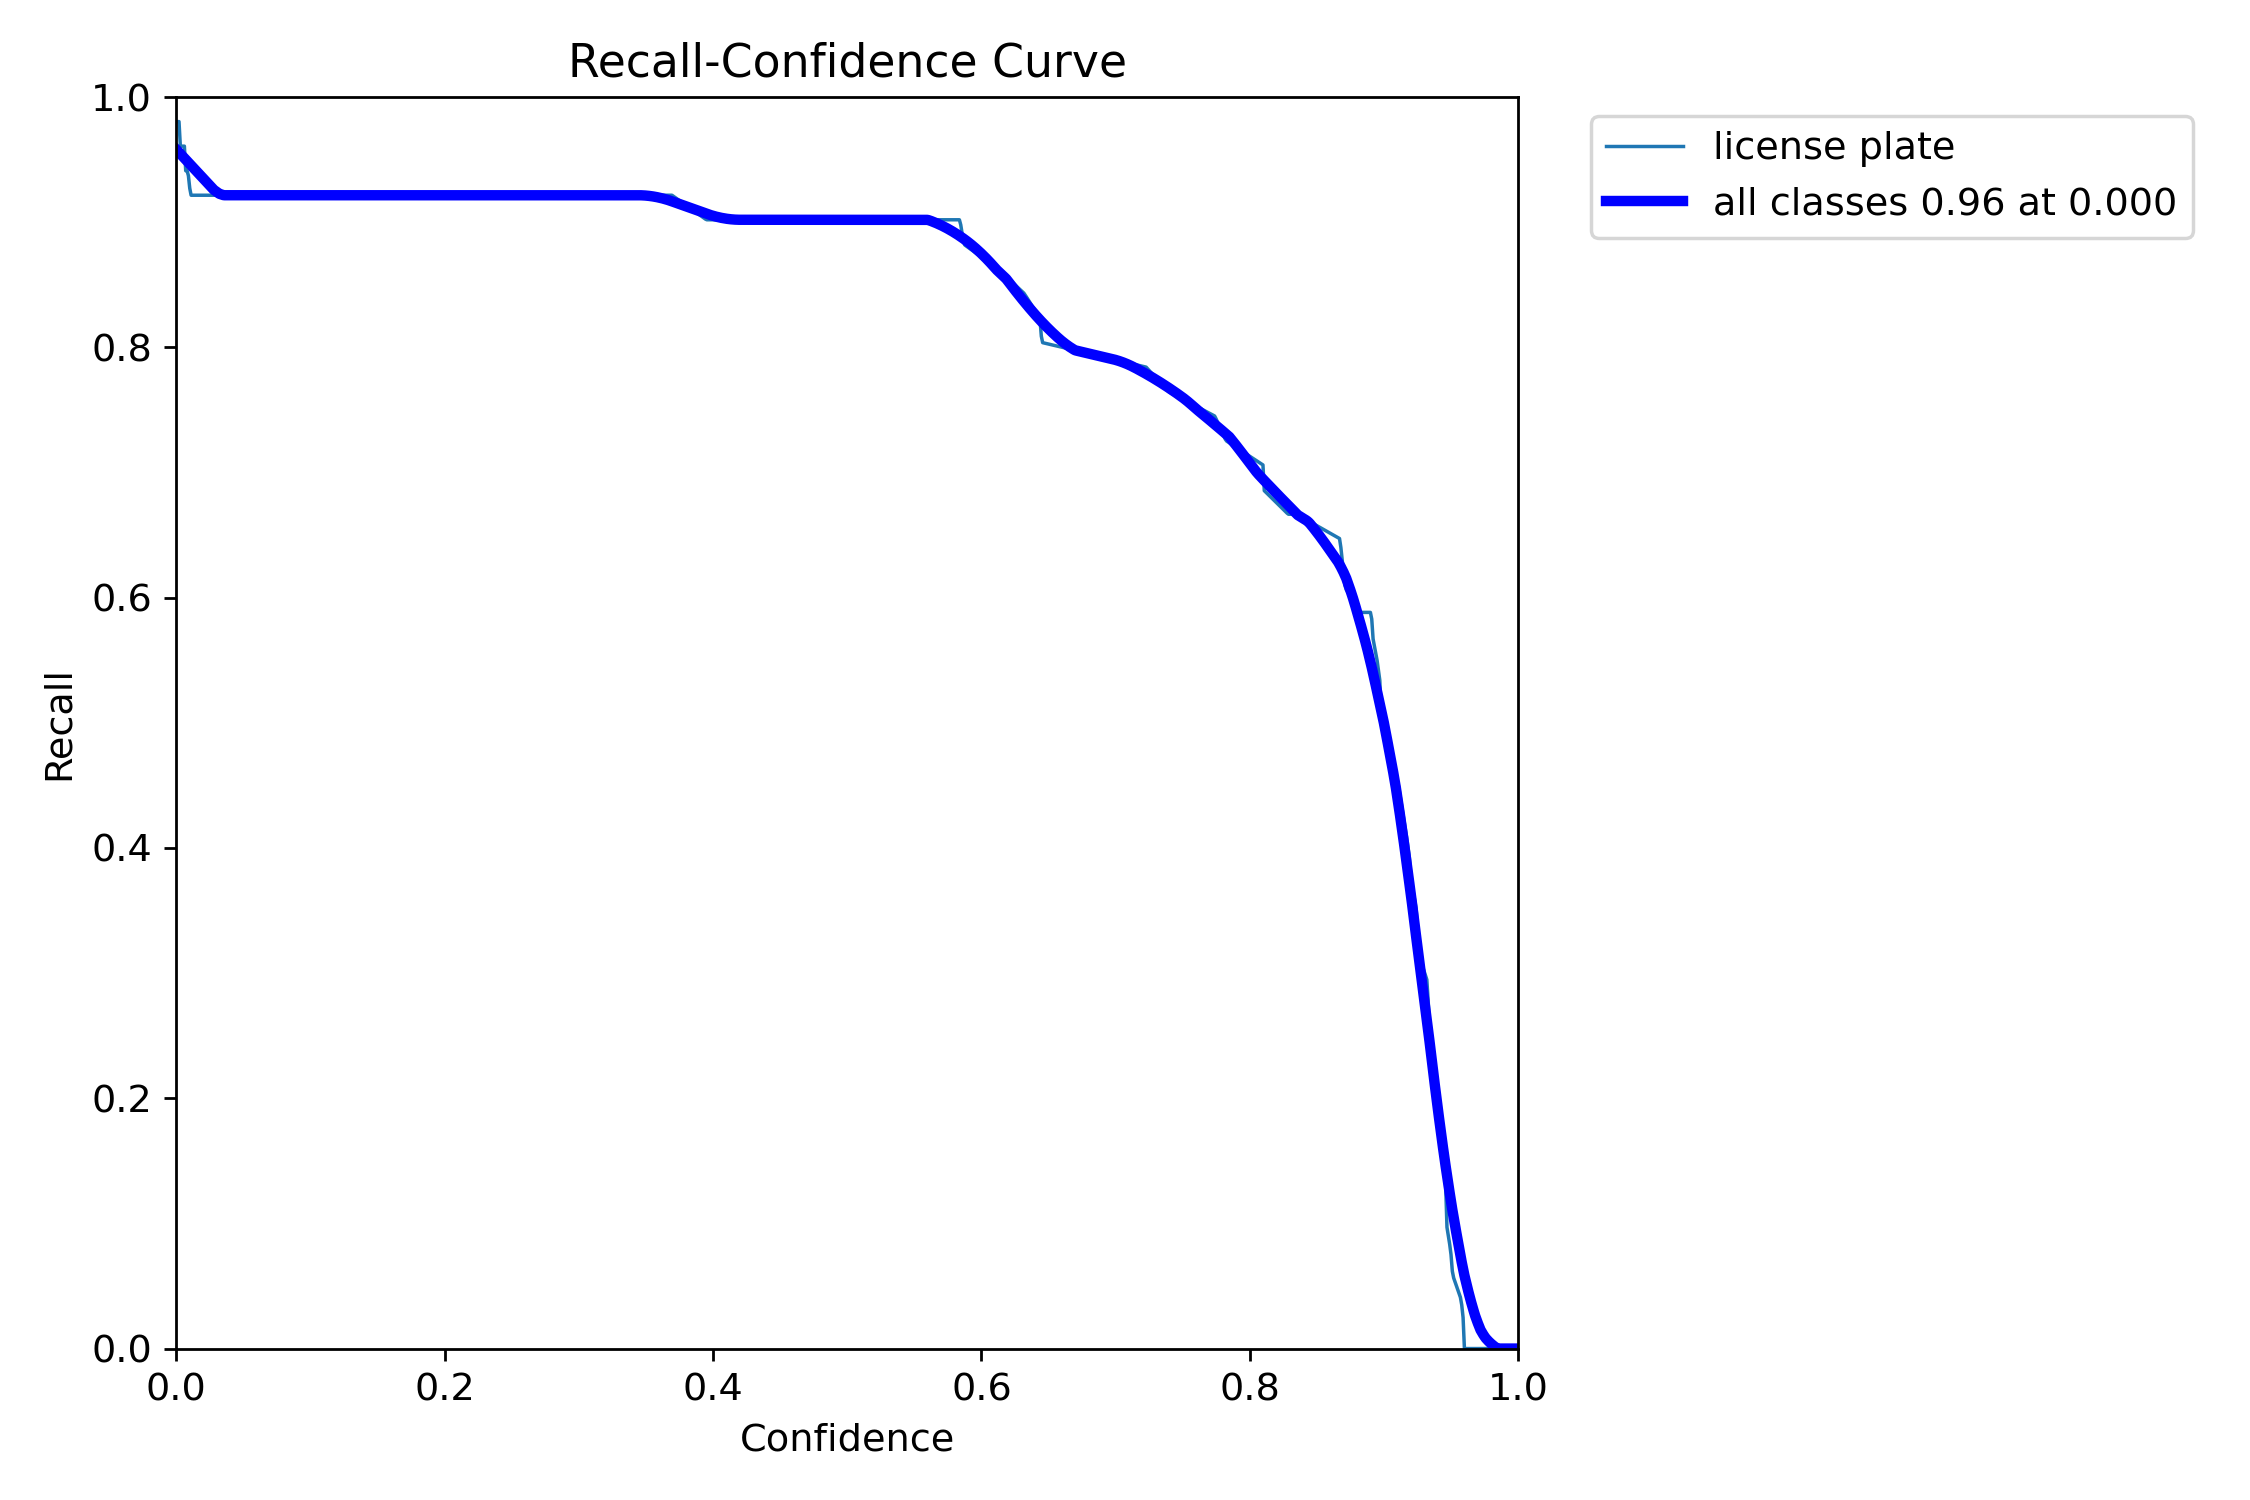 Recall-Confidence Curve
license plate
all classes 0.96 at 0.000
1.0
0.8
0.6
0.4
0.2
0.0
Recall
0.0 0.2 0.4 0.6 0.8 1.0
Confidence